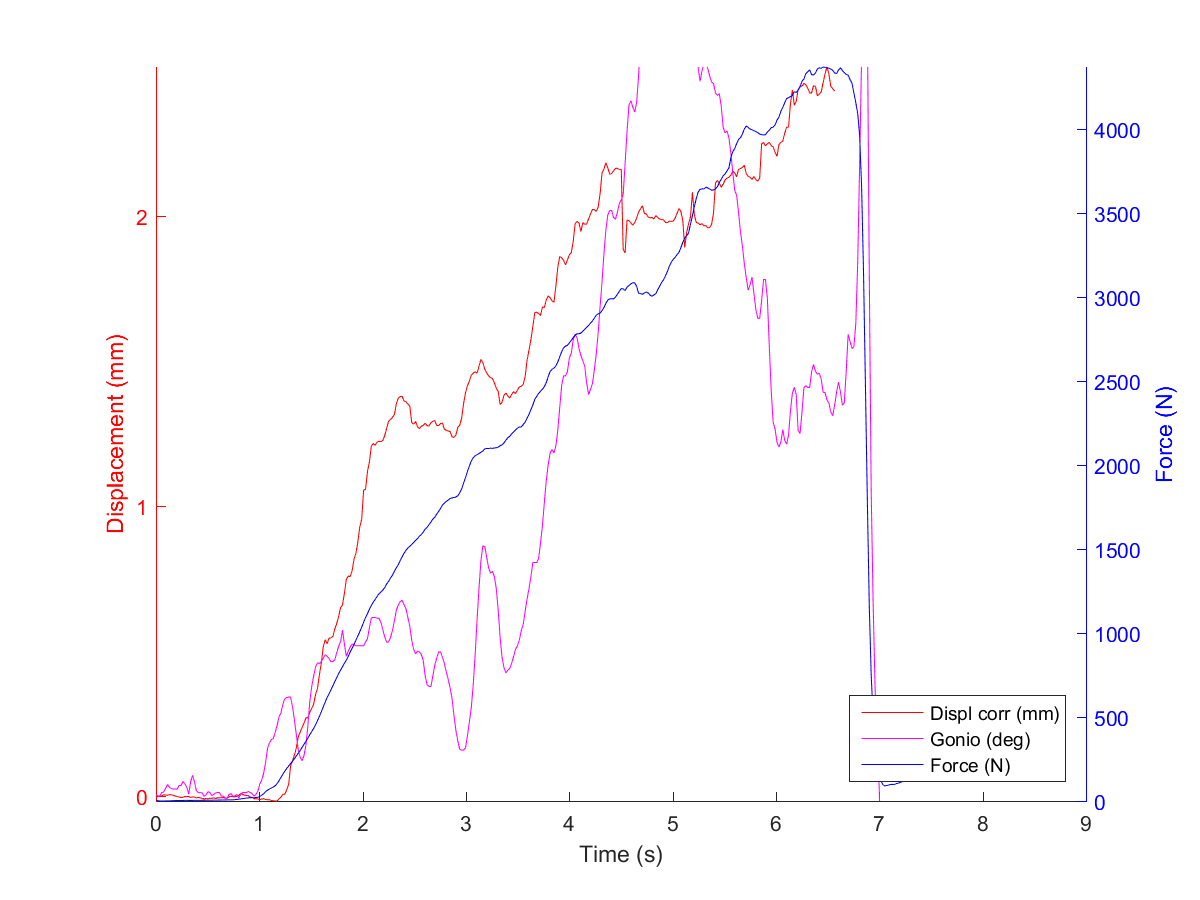 Displacement (mm)
2
1
0
4000
3500
3000
2500
2000
1500
1000
500
0
Force (N)
Displ corr (mm)
Gonio (deg)
Force (N)
0 1 2 3 4 5 6 7 8 9
Time (s)